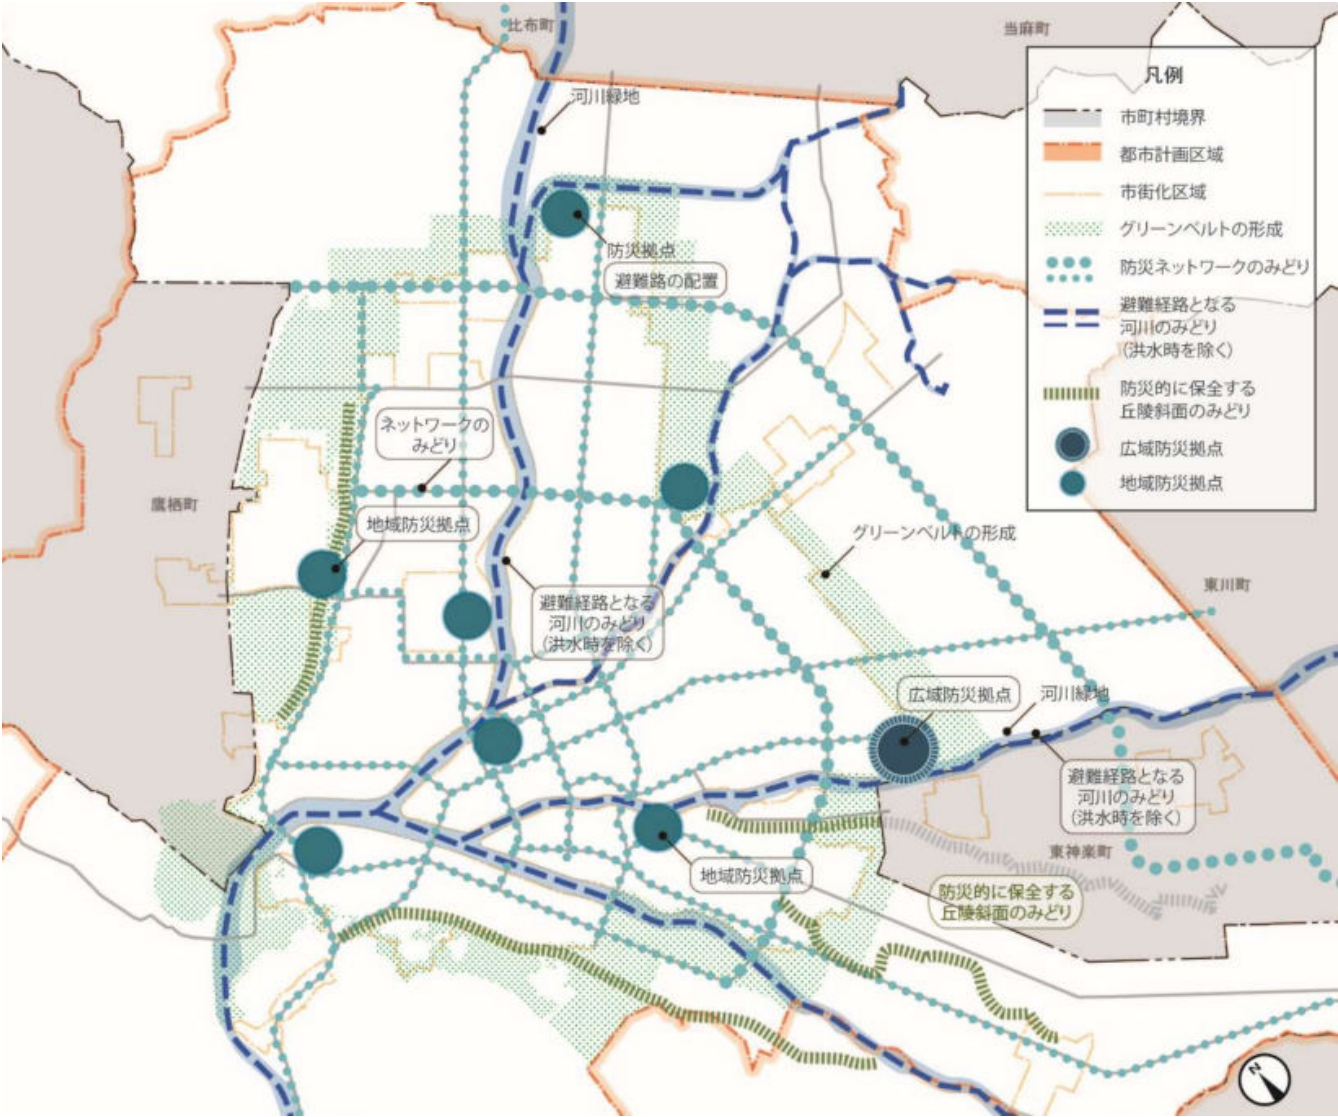 比布町
当麻町
凡例
市町村境界
都市計画区域
市街化区域
グリーンベルトの形成
防災ネットワークのみどり
避難経路となる
河川のみどり
(洪水時を除く)
防災的に保全する
丘陵斜面のみどり
広域防災拠点
地域防災拠点
河川緑地
防災拠点
避難路の配置
ネットワークの
みどり
鷹栖町
地域防災拠点
グリーンベルトの形成
東川町
避難経路となる
河川のみどり
(洪水時を除く)
広域防災拠点
河川緑地
避難経路となる
河川のみどり
(洪水時を除く)
東神楽町
地域防災拠点
防災的に保全する
丘陵斜面のみどり
N